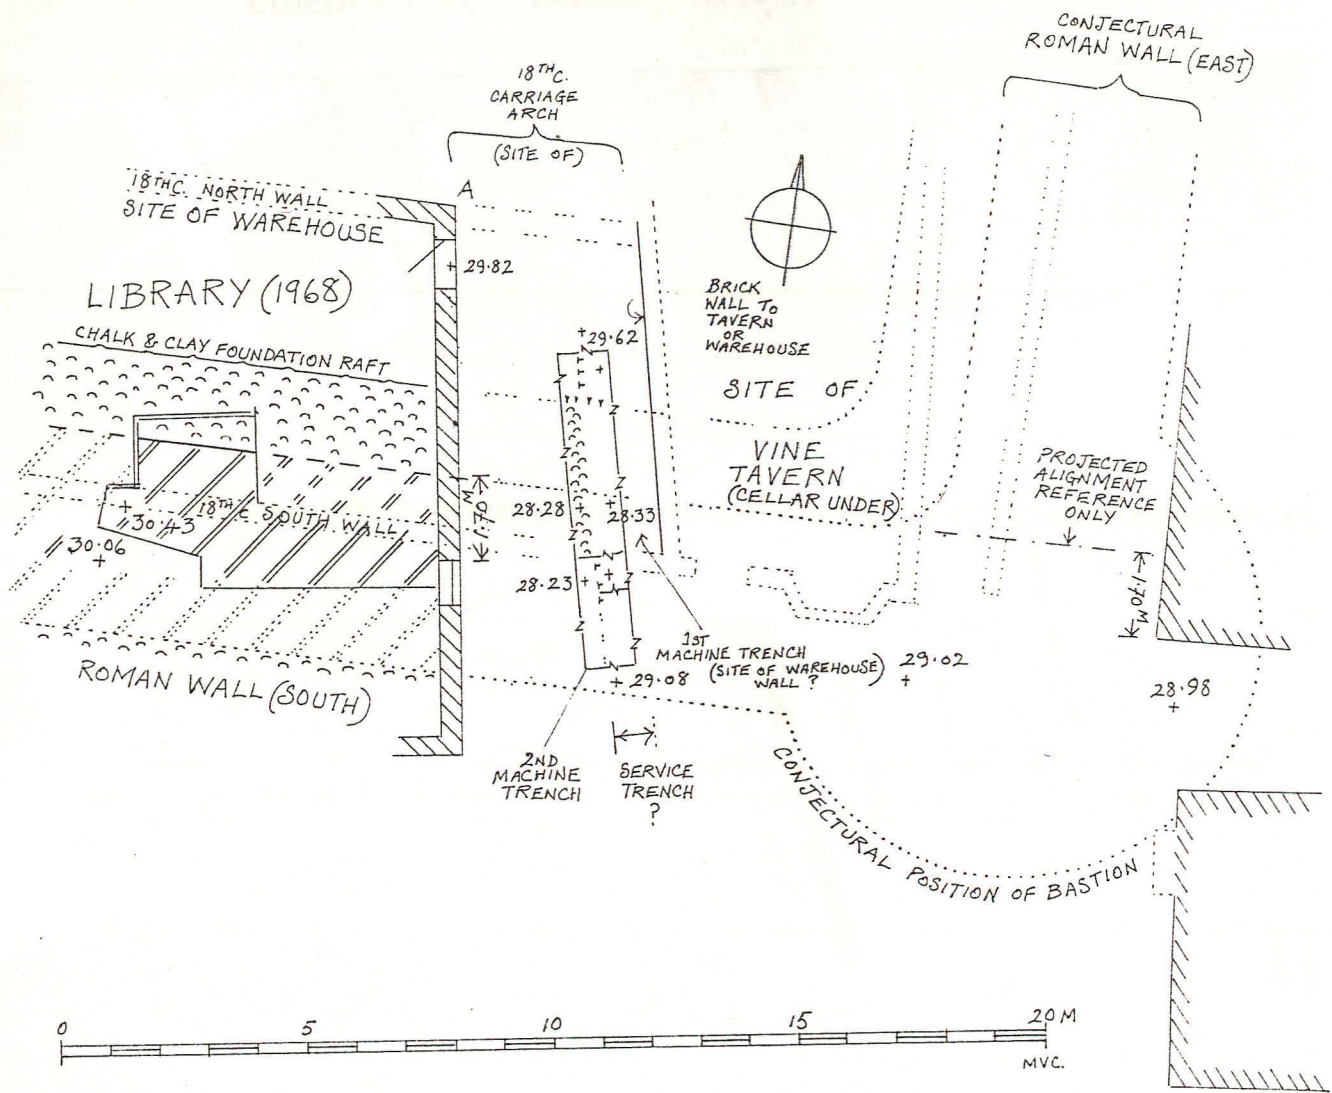 CONJECTURAL
ROMAN WALL (EAST)
18TH C.
CARRIAGE
ARCH
(SITE OF)
18TH C. NORTH WALL
SITE OF WAREHOUSE
A
29.82
LIBRARY (1968)
CHALK & CLAY FOUNDATION RAFT
BRICK
WALL TO
TAVERN
OR
WAREHOUSE
29.62
SITE OF
VINE
TAVERN
(CELLAR UNDER)
PROJECTED
ALIGNMENT
REFERENCE
ONLY
1.70M
28.28
28.33
30.43
18TH C SOUTH WALL
30.06
28.23
1.70M
1ST
MACHINE TRENCH
(SITE OF WAREHOUSE)
WALL ?
29.02
29.08
28.98
ROMAN WALL (SOUTH)
2ND
MACHINE
TRENCH
SERVICE
TRENCH
?
CONJECTURAL POSITION OF BASTION
0 5 10 15 20 M
MVC.